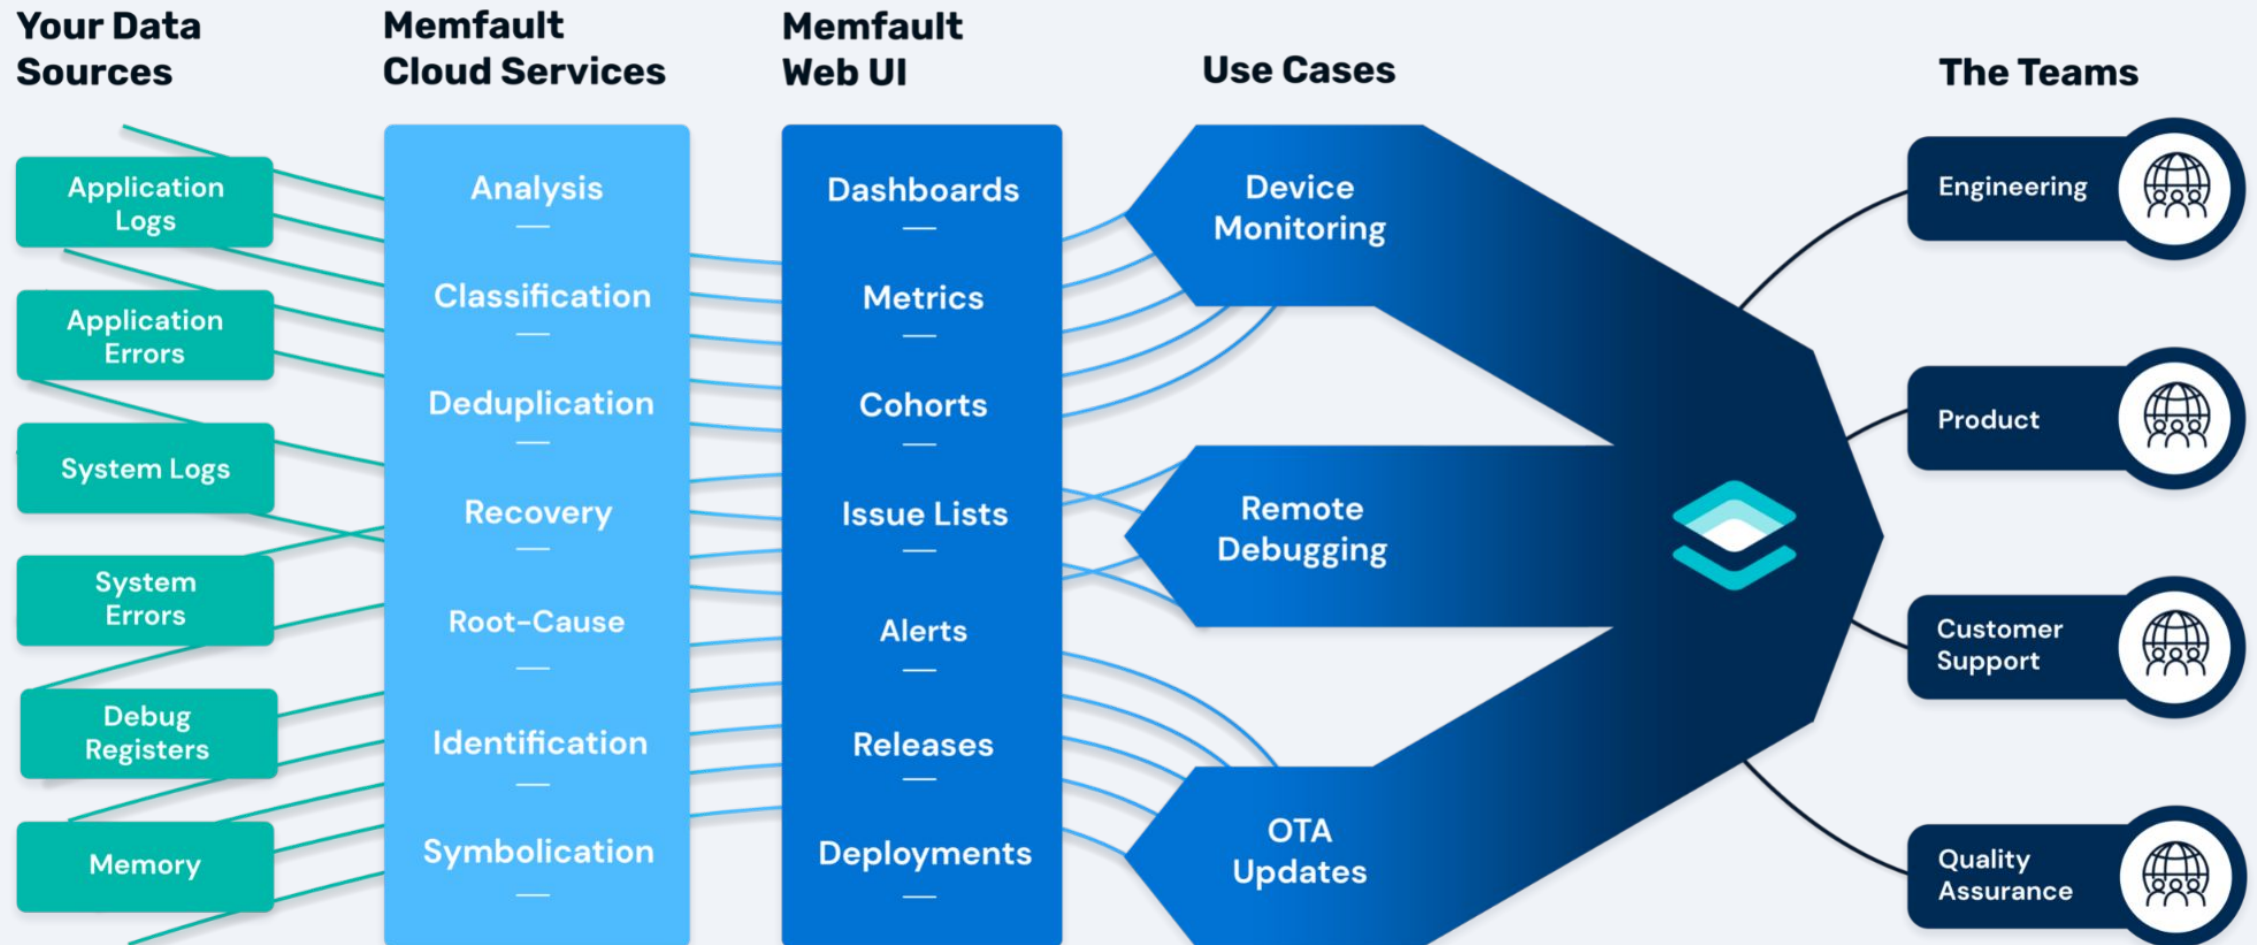 Your Data
Sources
Memfault
Cloud Services
Memfault
Web UI
Use Cases
The Teams
Application
Logs
Application
Errors
System Logs
System
Errors
Debug
Registers
Memory
Analysis
Classification
Deduplication
Recovery
Root-Cause
Identification
Symbolication
Dashboards
Metrics
Cohorts
Issue Lists
Alerts
Releases
Deployments
Device
Monitoring
Remote
Debugging
OTA
Updates
Engineering
Product
Customer
Support
Quality
Assurance